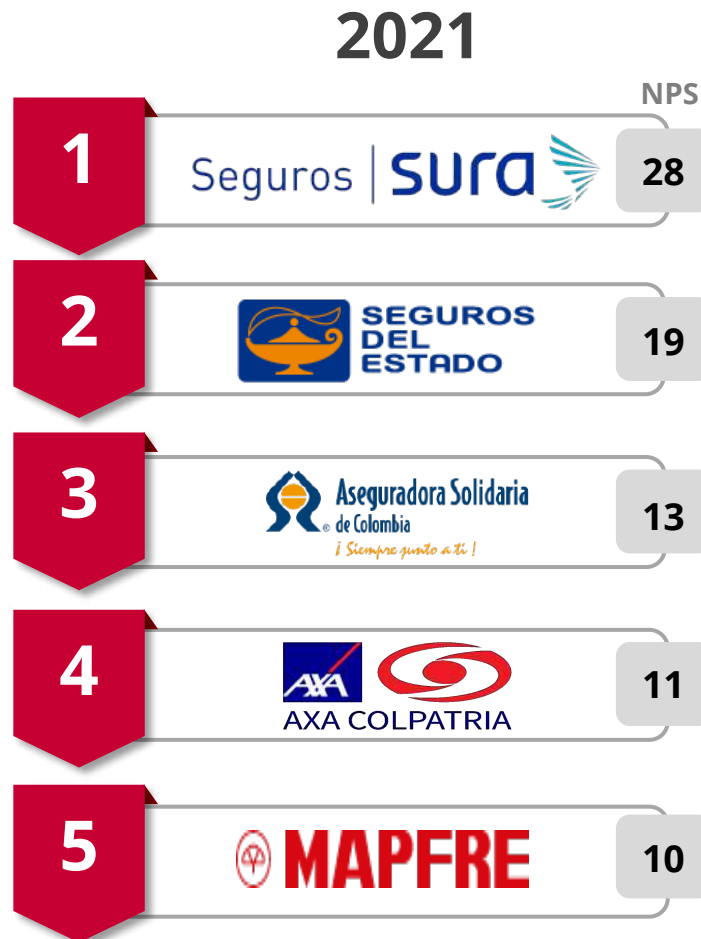 2021
NPS
1
Seguros | sura
28
2
SEGUROS
DEL
ESTADO
19
3
Aseguradora Solidaria
® de Colombia
¡ Siempre junto a ti !
13
4
AXA
AXA COLPATRIA
11
5
MAPFRE
10